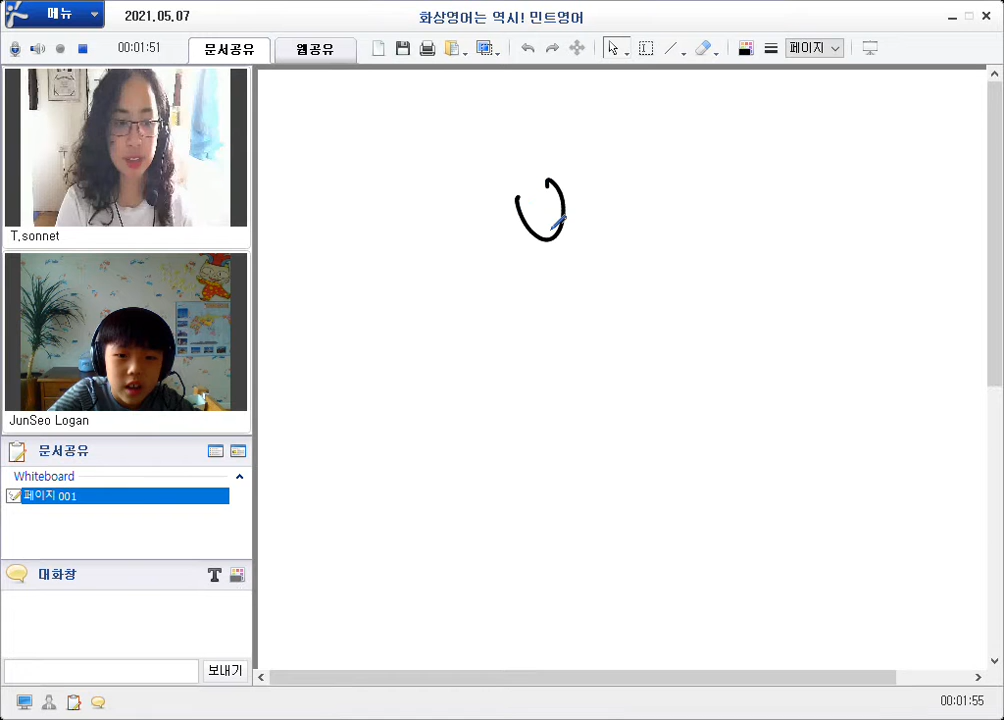 메뉴
2021.05.07
화상영어는 역시! 민트영어
00:01:51
문서공유
웹공유
페이지
T.sonnet
JunSeo Logan
문서공유
Whiteboard
페이지 001
대화창
T
보내기
00:01:55